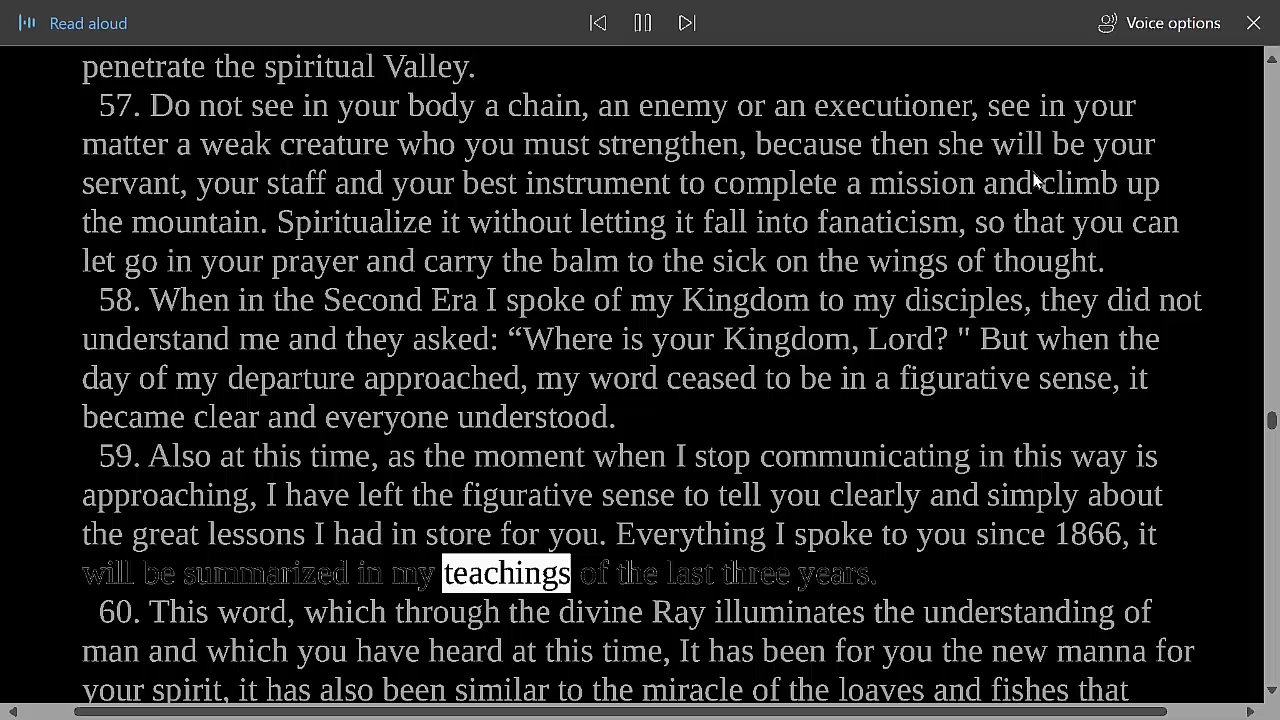 Read aloud
Voice options
penetrate the spiritual Valley.
57. Do not see in your body a chain, an enemy or an executioner, see in your
matter a weak creature who you must strengthen, because then she will be your
servant, your staff and your best instrument to complete a mission and climb up
the mountain. Spiritualize it without letting it fall into fanaticism, so that you can
let go in your prayer and carry the balm to the sick on the wings of thought.
58. When in the Second Era I spoke of my Kingdom to my disciples, they did not
understand me and they asked: “Where is your Kingdom, Lord? " But when the
day of my departure approached, my word ceased to be in a figurative sense, it
became clear and everyone understood.
59. Also at this time, as the moment when I stop communicating in this way is
approaching, I have left the figurative sense to tell you clearly and simply about
the great lessons I had in store for you. Everything I spoke to you since 1866, it
will be summarized in my teachings of the last three years.
60. This word, which through the divine Ray illuminates the understanding of
man and which you have heard at this time, It has been for you the new manna for
your spirit, it has also been similar to the miracle of the loaves and fishes that